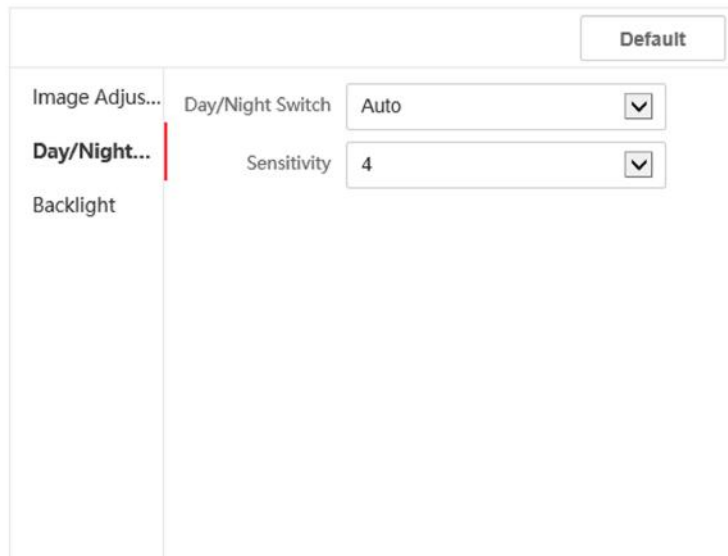 Default
Image Adjus...
Day/Night...
Backlight
Day/Night Switch
Auto
Sensitivity
4